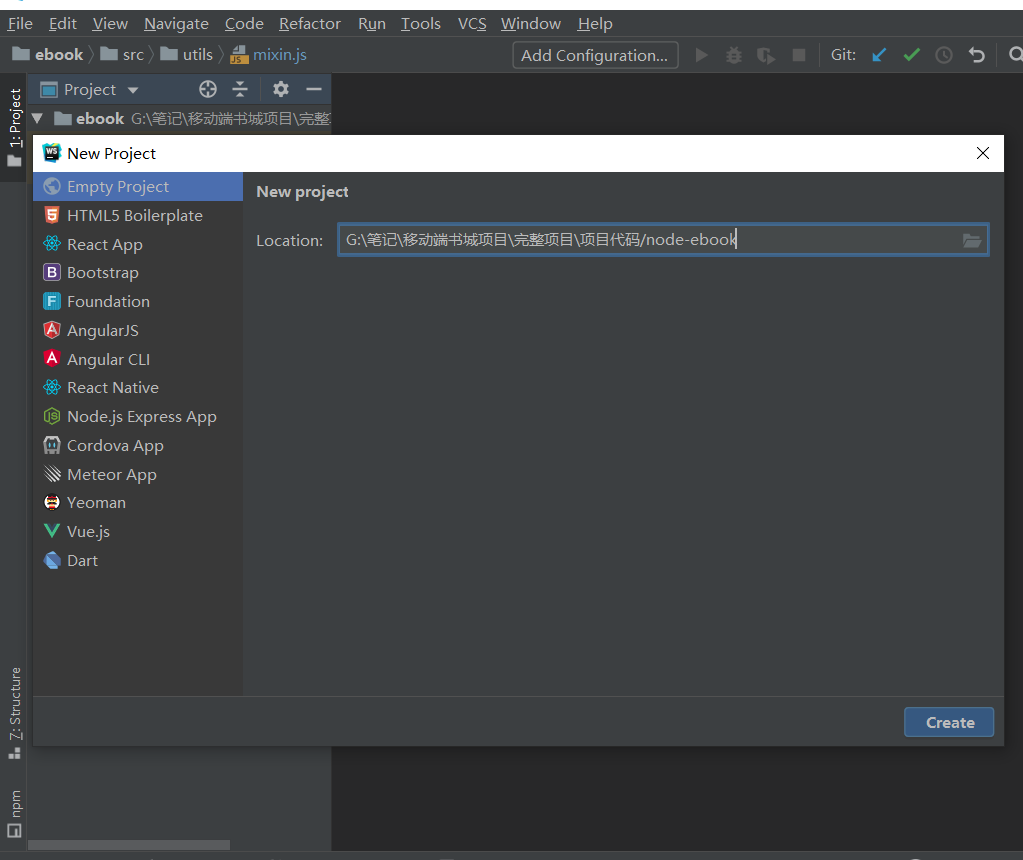 File Edit View Navigate Code Refactor Run Tools VCS Window Help
ebook src utils JS mixin.js Add Configuration... Git:
1: Project
Project
ebook G:\笔记\移动端书城项目\完整
WS New Project
Empty Project
HTML5 Boilerplate
React App
Bootstrap
Foundation
AngularJS
Angular CLI
React Native
Node.js Express App
Cordova App
Meteor App
Yeoman
Vue.js
Dart
New project
Location: G:\笔记\移动端书城项目\完整项目\项目代码/node-ebook
Create
7: Structure
npm